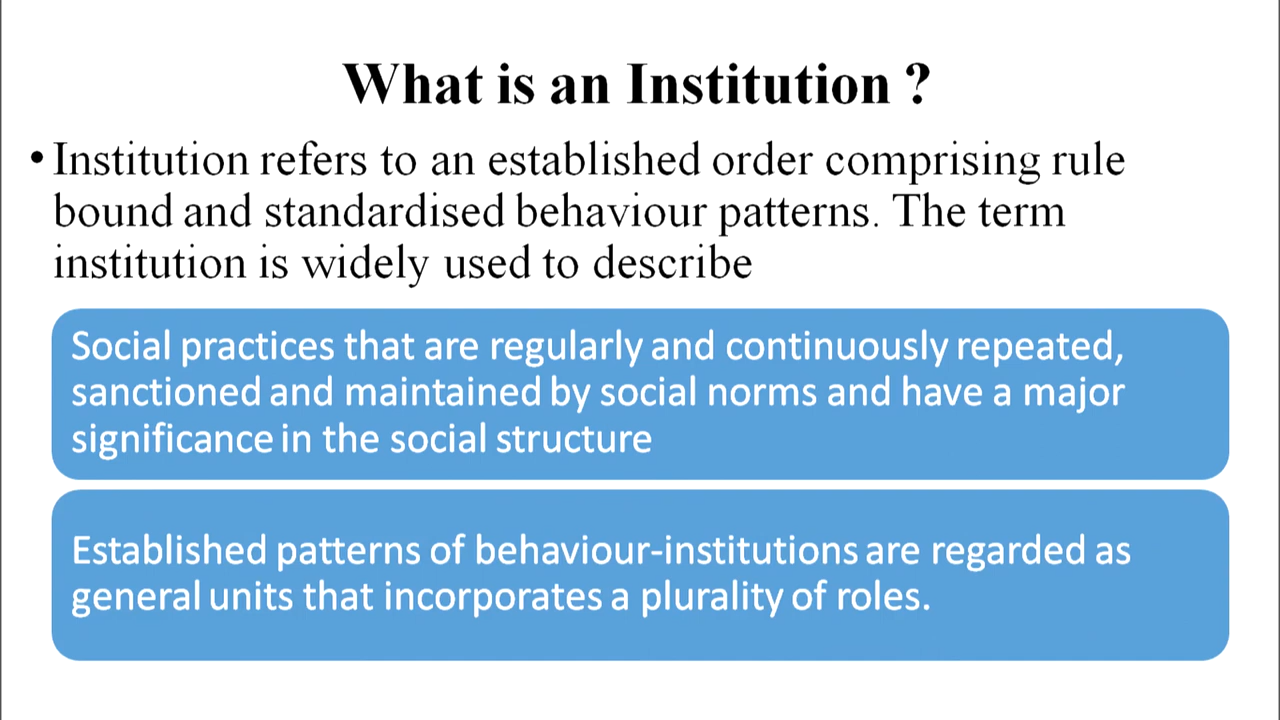 What is an Institution ?
• Institution refers to an established order comprising rule
bound and standardised behaviour patterns. The term
institution is widely used to describe
Social practices that are regularly and continuously repeated,
sanctioned and maintained by social norms and have a major
significance in the social structure
Established patterns of behaviour-institutions are regarded as
general units that incorporates a plurality of roles.